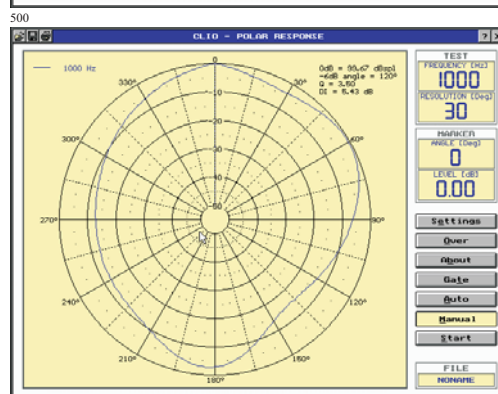 500
CLIO - POLAR RESPONSE
1000 Hz
0dB = 98.67 dBspl
-6dB angle = 120°
Q = 3.50
DI = 5.43 dB
0
330°
30°
300°
60°
-10
-20
-30
-40
-50
270°
90°
240°
120°
210°
150°
180°
TEST
FREQUENCY [Hz]
1000
RESOLUTION [Deg]
30
MARKER
ANGLE [Deg]
0
LEVEL [dB]
0.00
Settings
Over
About
Gate
Auto
Manual
Start
FILE
NONAME